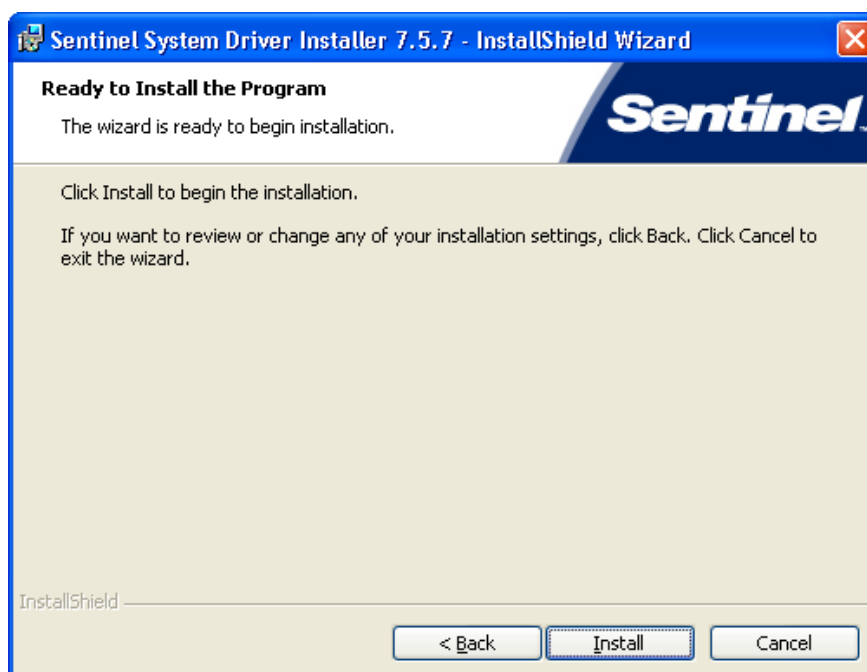 Sentinel System Driver Installer 7.5.7 - InstallShield Wizard
Ready to Install the Program
The wizard is ready to begin installation.
Sentinel
Click Install to begin the installation.
If you want to review or change any of your installation settings, click Back. Click Cancel to
exit the wizard.
InstallShield
< Back
Install
Cancel